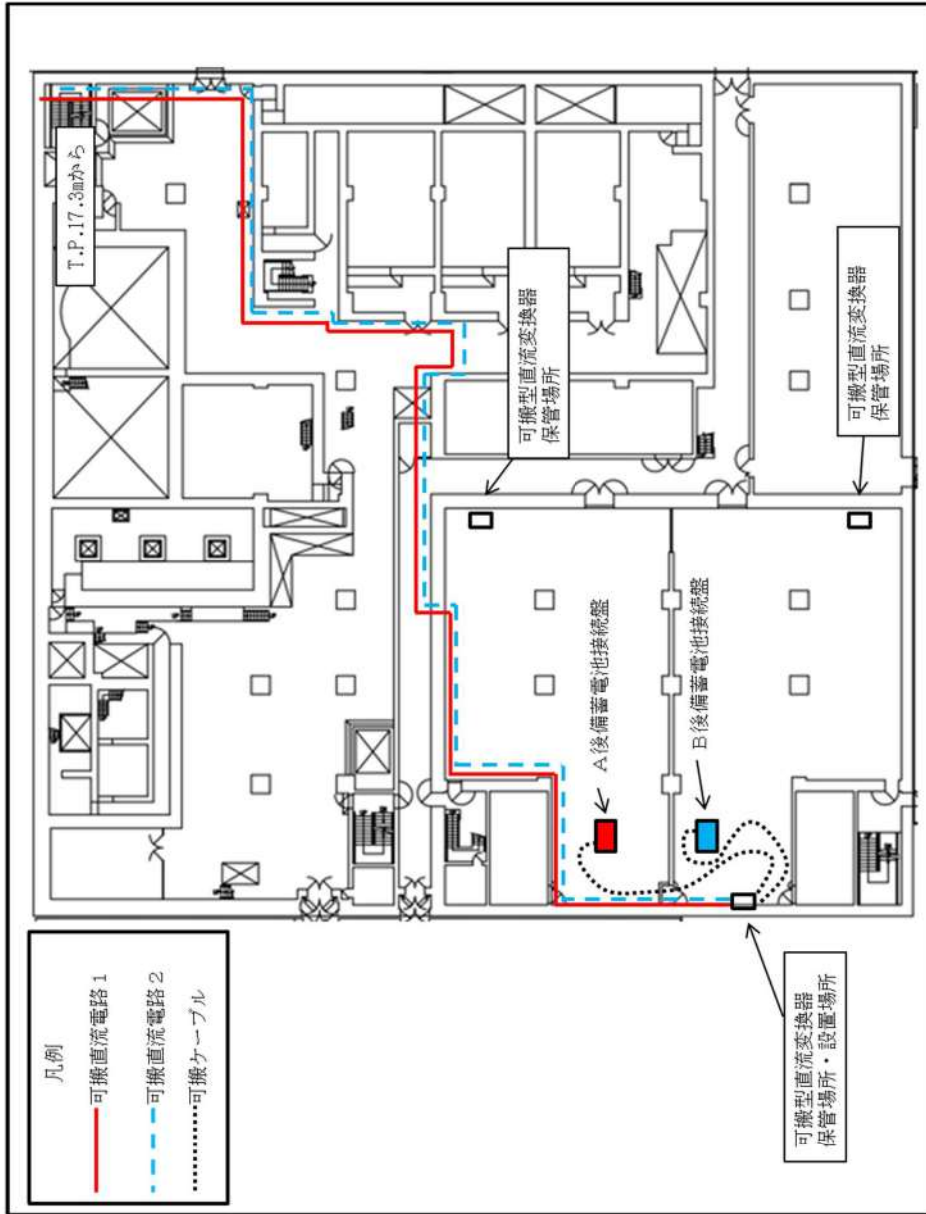 凡例
可搬直流電路1
可搬直流電路2
可搬ケーブル
T.P.17.3mから
可搬型直流変換器
保管場所
可搬型直流変換器
保管場所
A後備蓄電池接続盤
B後備蓄電池接続盤
可搬型直流変換器
保管場所・設置場所